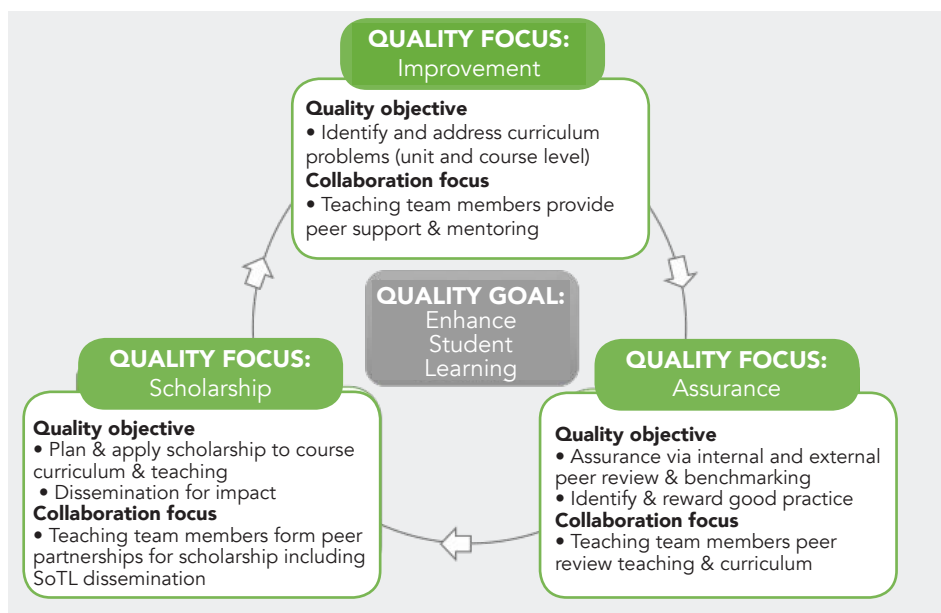 QUALITY FOCUS:
Improvement
Quality objective
• Identify and address curriculum
problems (unit and course level)
Collaboration focus
• Teaching team members provide
peer support & mentoring
QUALITY GOAL:
Enhance
Student
Learning
QUALITY FOCUS:
Scholarship
Quality objective
• Plan & apply scholarship to course
curriculum & teaching
• Dissemination for impact
Collaboration focus
• Teaching team members form peer
partnerships for scholarship including
SoTL dissemination
QUALITY FOCUS:
Assurance
Quality objective
• Assurance via internal and external
peer review & benchmarking
• Identify & reward good practice
Collaboration focus
• Teaching team members peer
review teaching & curriculum